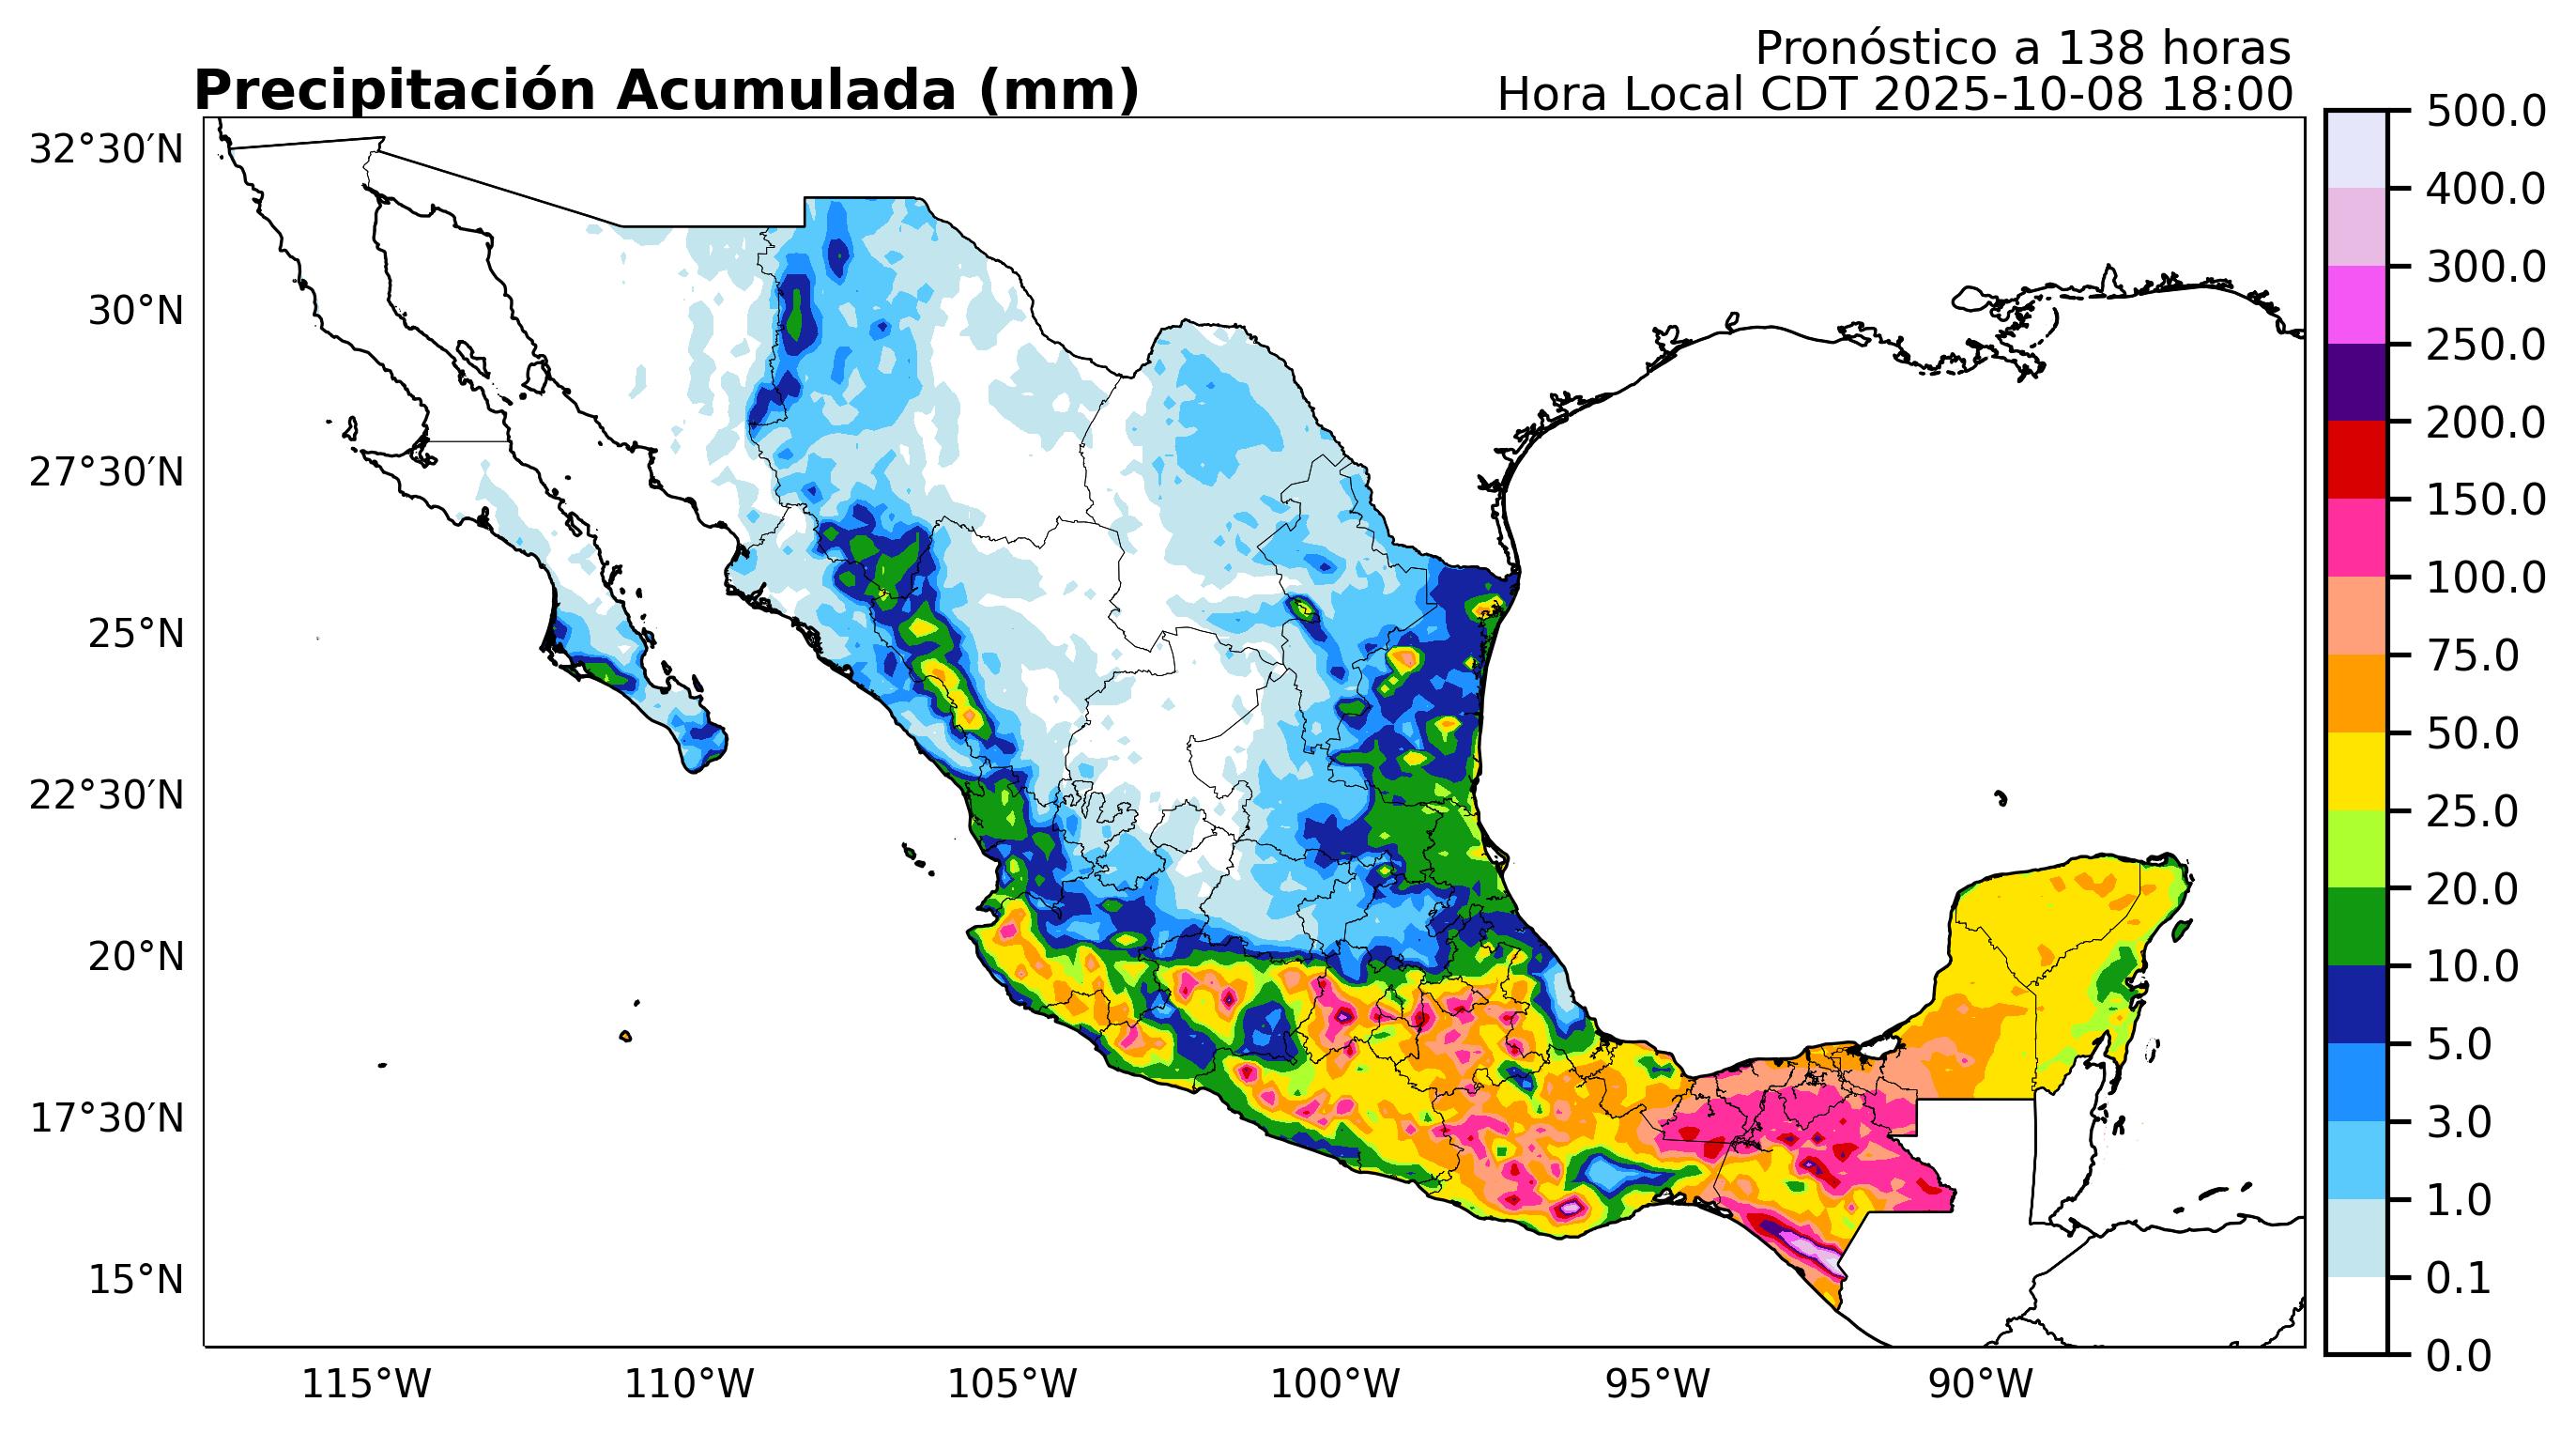 Pronóstico a 138 horas
Precipitación Acumulada (mm)
Hora Local CDT 2025-10-08 18:00
32°30′N
30°N
27°30′N
25°N
22°30′N
20°N
17°30′N
15°N
115°W
110°W
105°W
100°W
95°W
90°W
500.0
400.0
300.0
250.0
200.0
150.0
100.0
75.0
50.0
25.0
20.0
10.0
5.0
3.0
1.0
0.1
0.0